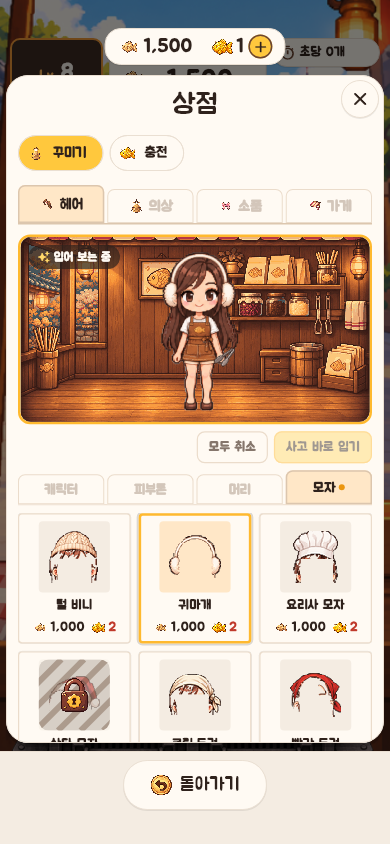 1,500
1
초당 0개
8
1,500
상점
꾸미기
충전
헤어
의상
소품
가게
입어 보는 중
모두 취소
사고 바로 입기
캐릭터
피부톤
머리
모자
털 비니
귀마개
요리사 모자
1,000 2
1,000 2
1,000 2
돌아가기